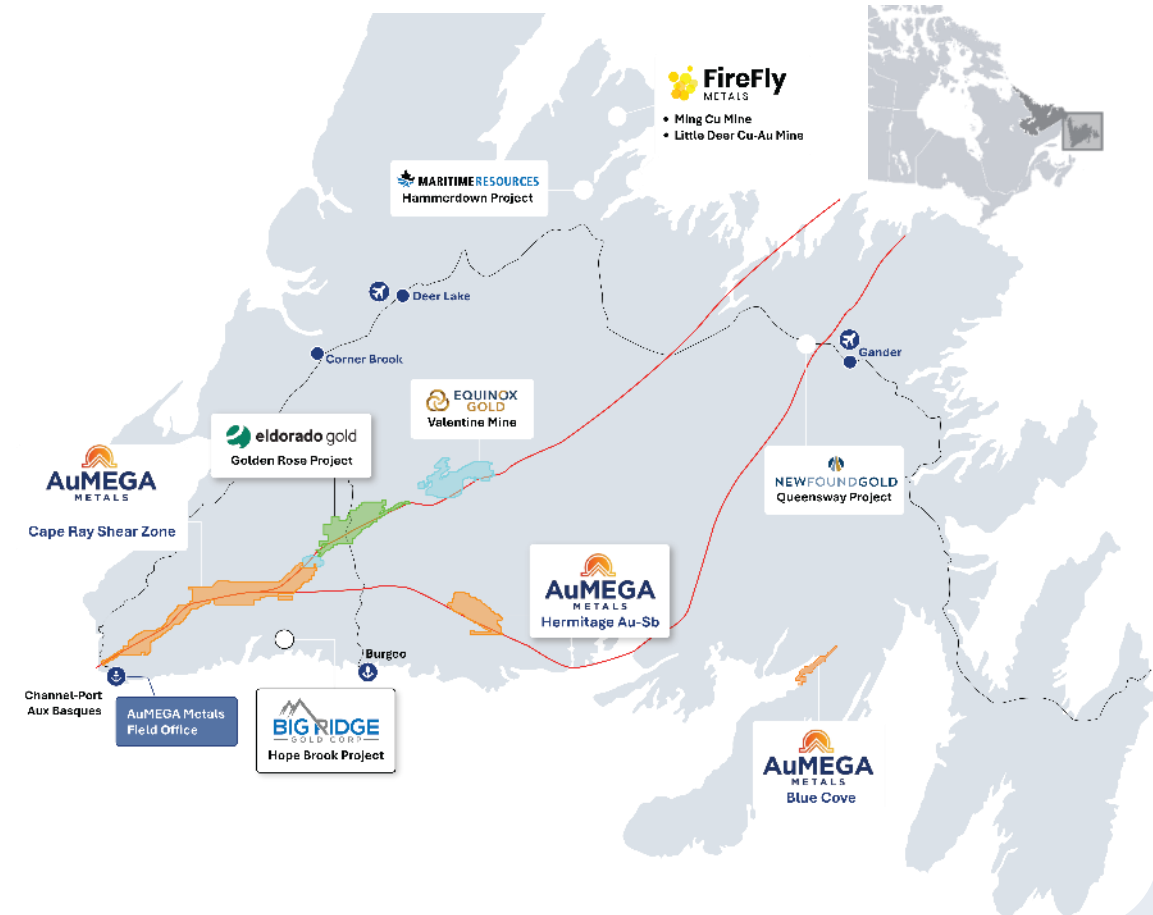 FireFly
METALS
• Ming Cu Mine
• Little Deer Cu-Au Mine
MARITIMERESOURCES
Hammerdown Project
Deer Lake
Corner Brook
Gander
EQUINOX
GOLD
Valentine Mine
eldorado gold
Golden Rose Project
AuMEGA
METALS
Cape Ray Shear Zone
NEWFOUNDGOLD
Queensway Project
AuMEGA
METALS
Hermitage Au-Sb
Burgeo
Channel-Port
Aux Basques
AuMEGA Metals
Field Office
BIG RIDGE
GOLD CORP
Hope Brook Project
AuMEGA
METALS
Blue Cove